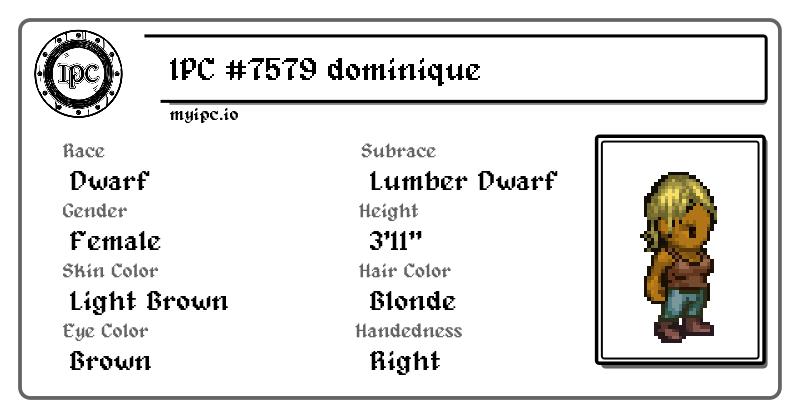 IPC
IPC #7579 dominique
myipc.io
Race
Dwarf
Subrace
Lumber Dwarf
Gender
Female
Height
3'11"
Skin Color
Light Brown
Hair Color
Blonde
Eye Color
Brown
Handedness
Right